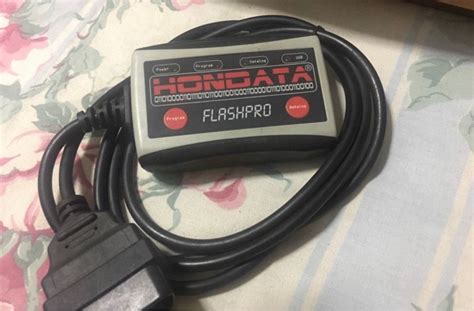 Power Program Datalog USB
HONDATA®
Program FLASHPRO Datalog